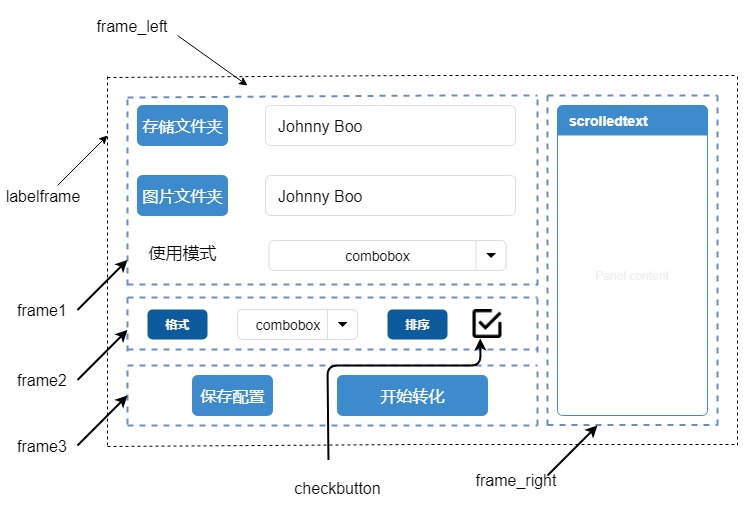 frame_left
存储文件夹 Johnny Boo
scrolledtext
图片文件夹 Johnny Boo
labelframe
使用模式 combobox
Panel content
frame1
格式 combobox 排序
frame2
保存配置 开始转化
frame3
checkbutton
frame_right